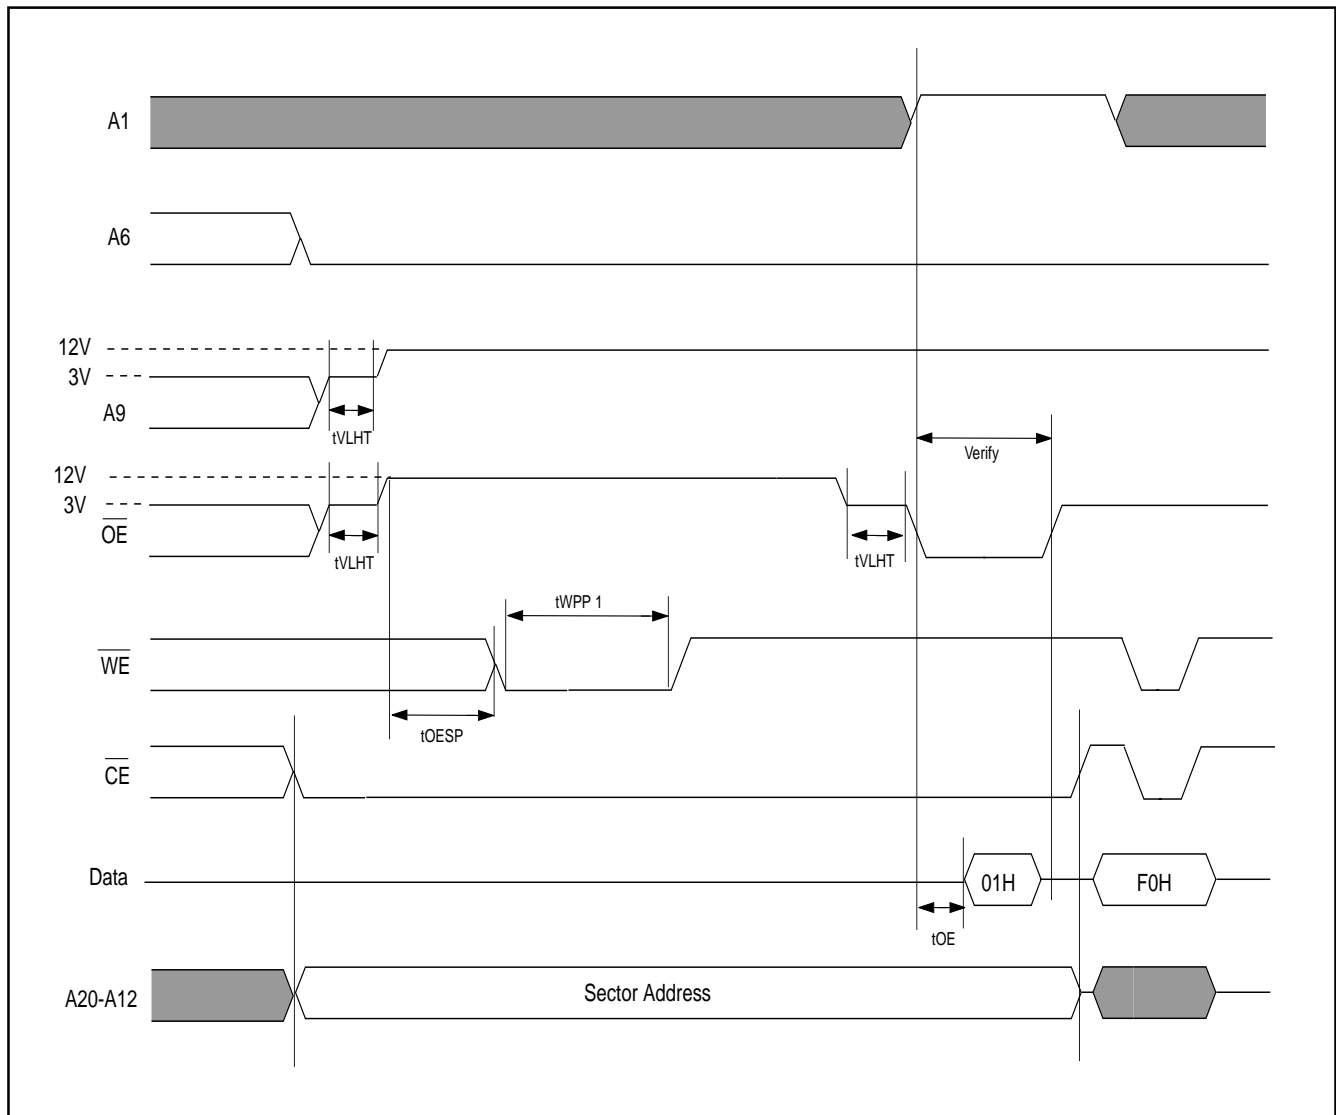 A1
A6
12V
3V
A9
tVLHT
Verify
12V
3V
OE
tVLHT
tVLHT
tWPP 1
WE
tOESP
CE
Data
01H
F0H
tOE
A20-A12
Sector Address